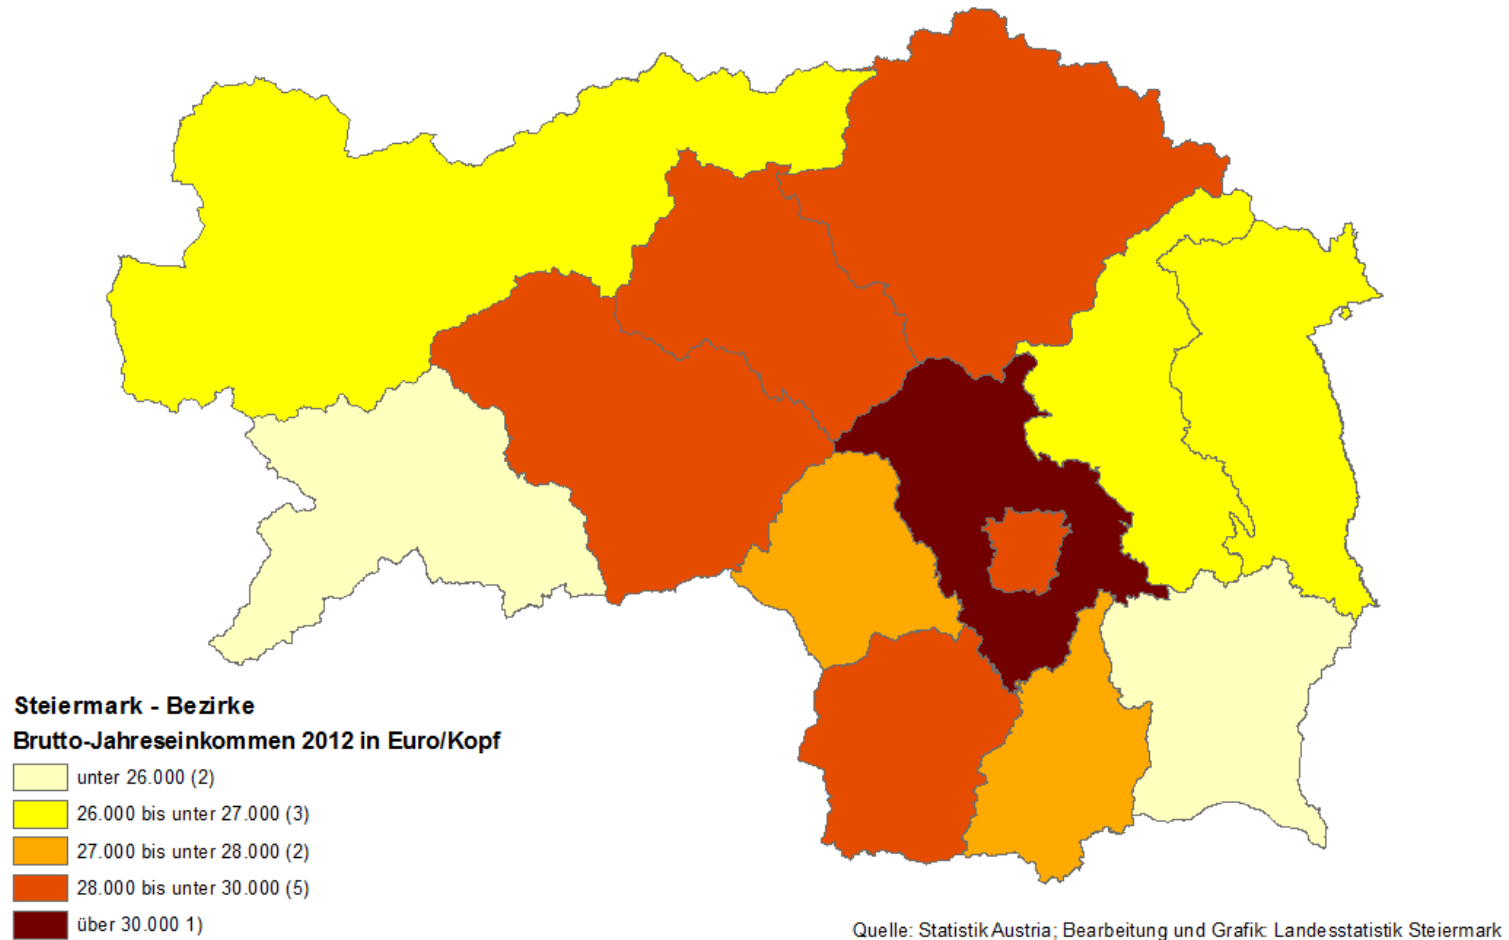 Steiermark - Bezirke
Brutto-Jahreseinkommen 2012 in Euro/Kopf
unter 26.000 (2)
26.000 bis unter 27.000 (3)
27.000 bis unter 28.000 (2)
28.000 bis unter 30.000 (5)
über 30.000 1)
Quelle: Statistik Austria; Bearbeitung und Grafik: Landesstatistik Steiermark